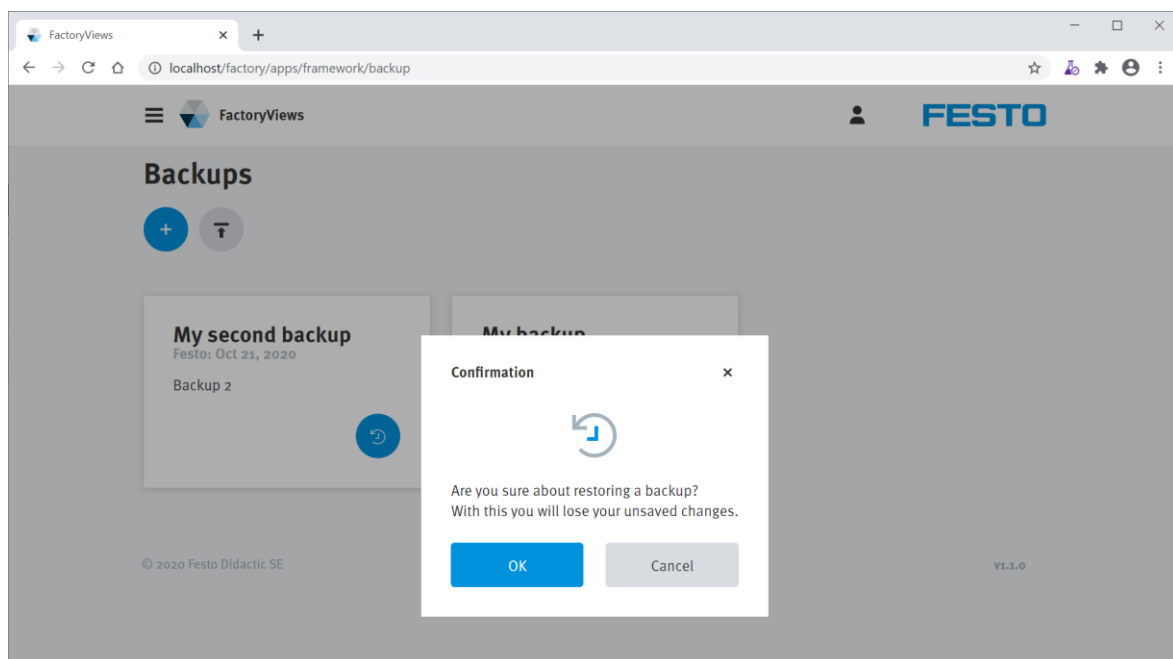 FactoryViews
localhost/factory/apps/framework/backup
FactoryViews
FESTO
Backups
My second backup
Festo: Oct 21, 2020
Backup 2
My backup
Confirmation
Are you sure about restoring a backup?
With this you will lose your unsaved changes.
OK
Cancel
© 2020 Festo Didactic SE
V1.1.0